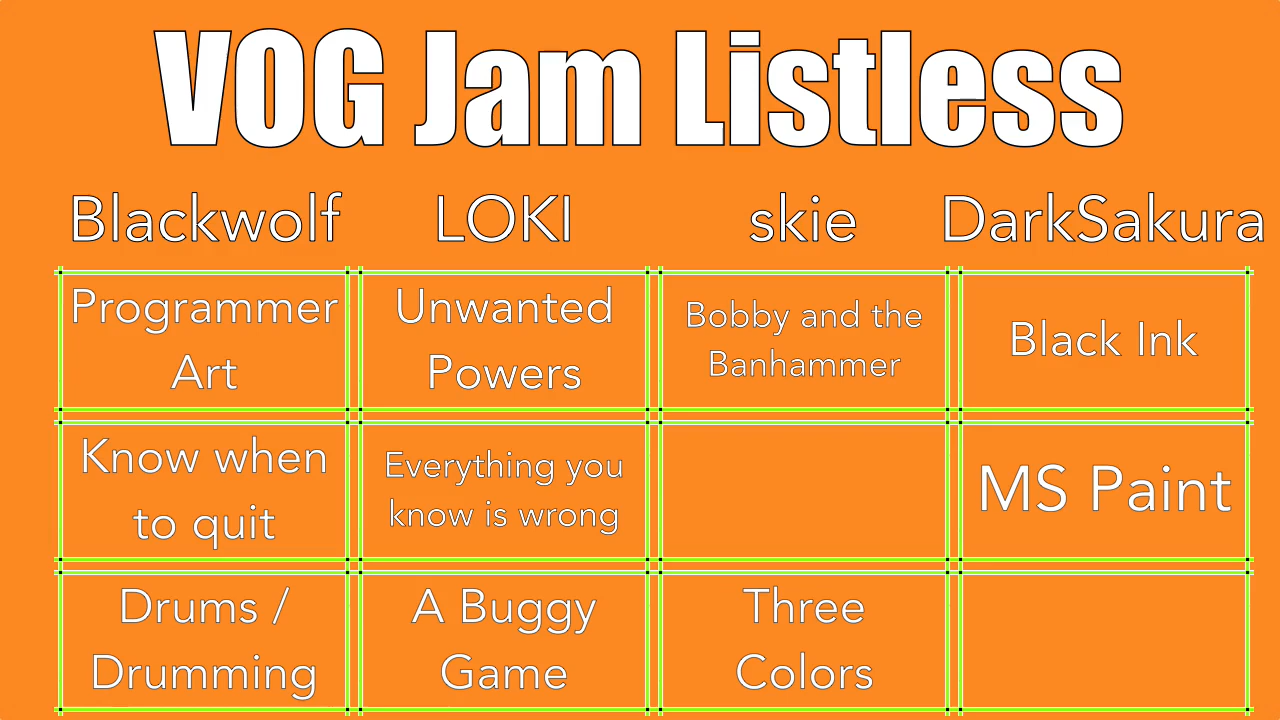 VOG Jam Listless
Blackwolf LOKI skie DarkSakura
Programmer
Art
Unwanted
Powers
Bobby and the
Banhammer
Black Ink
Know when
to quit
Everything you
know is wrong
MS Paint
Drums /
Drumming
A Buggy
Game
Three
Colors